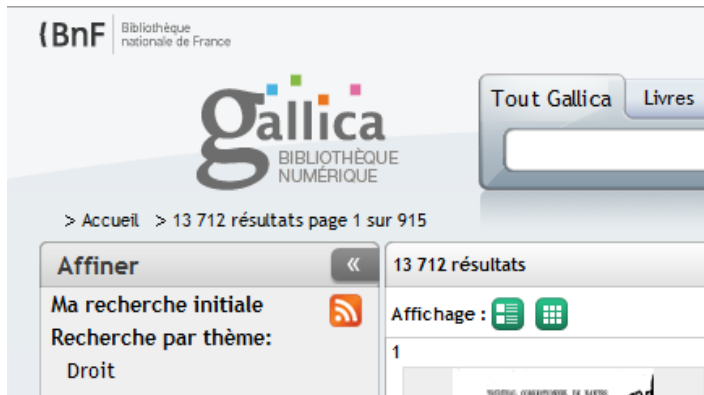 {BnF
Bibliothèque
nationale de France
gallica
BIBLIOTHÈQUE
NUMÉRIQUE
Tout Gallica
Livres
> Accueil > 13 712 résultats page 1 sur 915
Affiner
«
13 712 résultats
Ma recherche initiale
Affichage :
Recherche par thème:
Droit
1